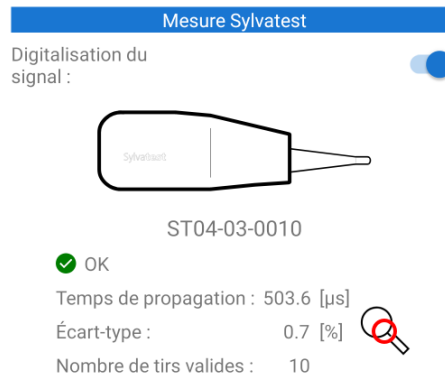 Mesure Sylvatest
Digitalisation du
signal :
ST04-03-0010
OK
Temps de propagation : 503.6 [µs]
Écart-type : 0.7 [%]
Nombre de tirs valides : 10